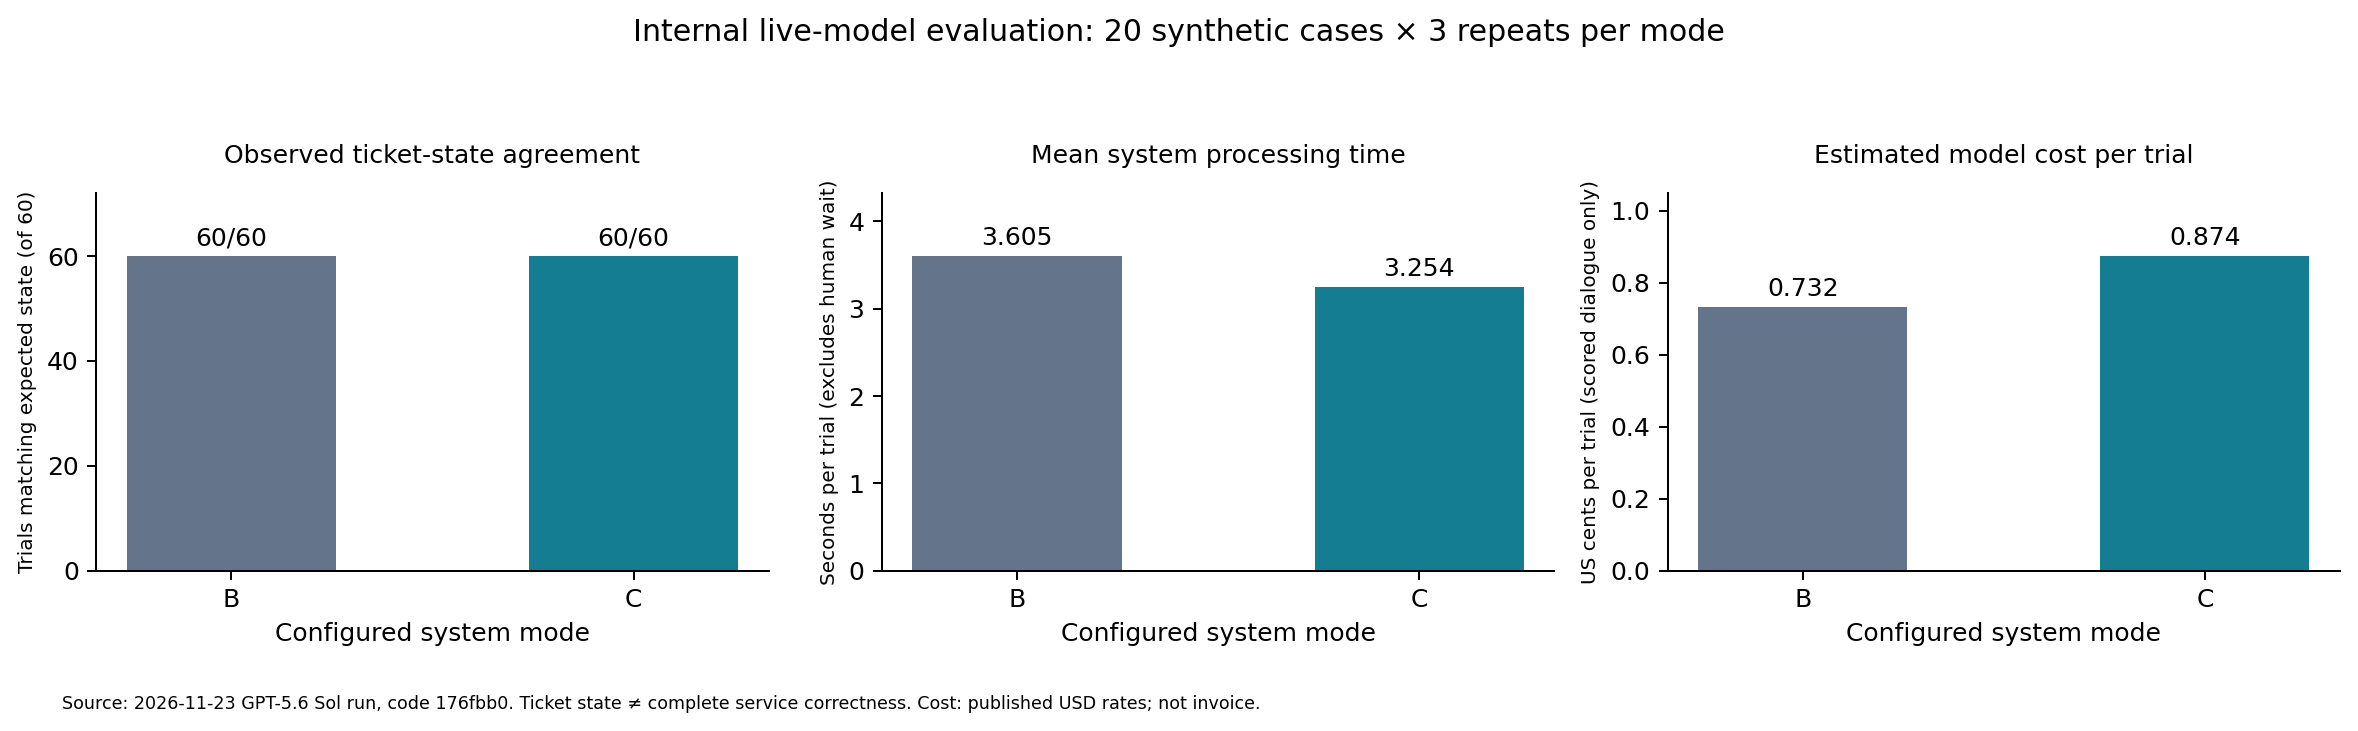 Internal live-model evaluation: 20 synthetic cases × 3 repeats per mode
Observed ticket-state agreement
Trials matching expected state (of 60)
60
40
20
0
60/60
60/60
B
C
Configured system mode
Mean system processing time
Seconds per trial (excludes human wait)
4
3
2
1
0
3.605
3.254
B
C
Configured system mode
Estimated model cost per trial
US cents per trial (scored dialogue only)
1.0
0.8
0.6
0.4
0.2
0.0
0.732
0.874
B
C
Configured system mode
Source: 2026-11-23 GPT-5.6 Sol run, code 176fbb0. Ticket state ≠ complete service correctness. Cost: published USD rates; not invoice.